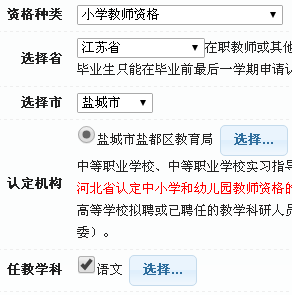 资格种类 小学教师资格
选择省 江苏省 在职教师或其他
毕业生只能在毕业前最后一学期申请认
选择市 盐城市
盐城市盐都区教育局 选择...
中等职业学校、中等职业学校实习指导
认定机构
河北省认定中小学和幼儿园教师资格的
高等学校拟聘或已聘任的教学科研人员
委）。
任教学科 语文 选择...